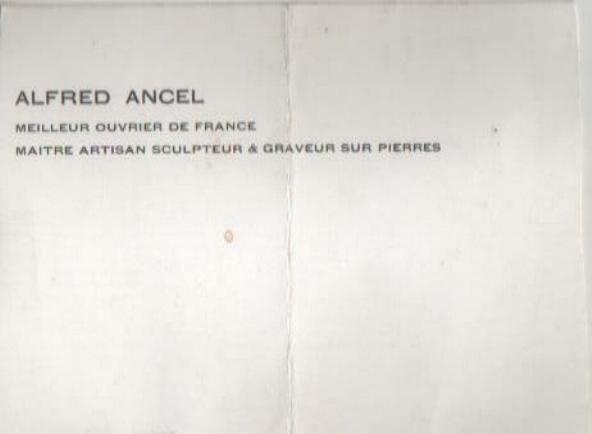 ALFRED ANCEL
MEILLEUR OUVRIER DE FRANCE
MAITRE ARTISAN SCULPTEUR & GRAVEUR SUR PIERRES